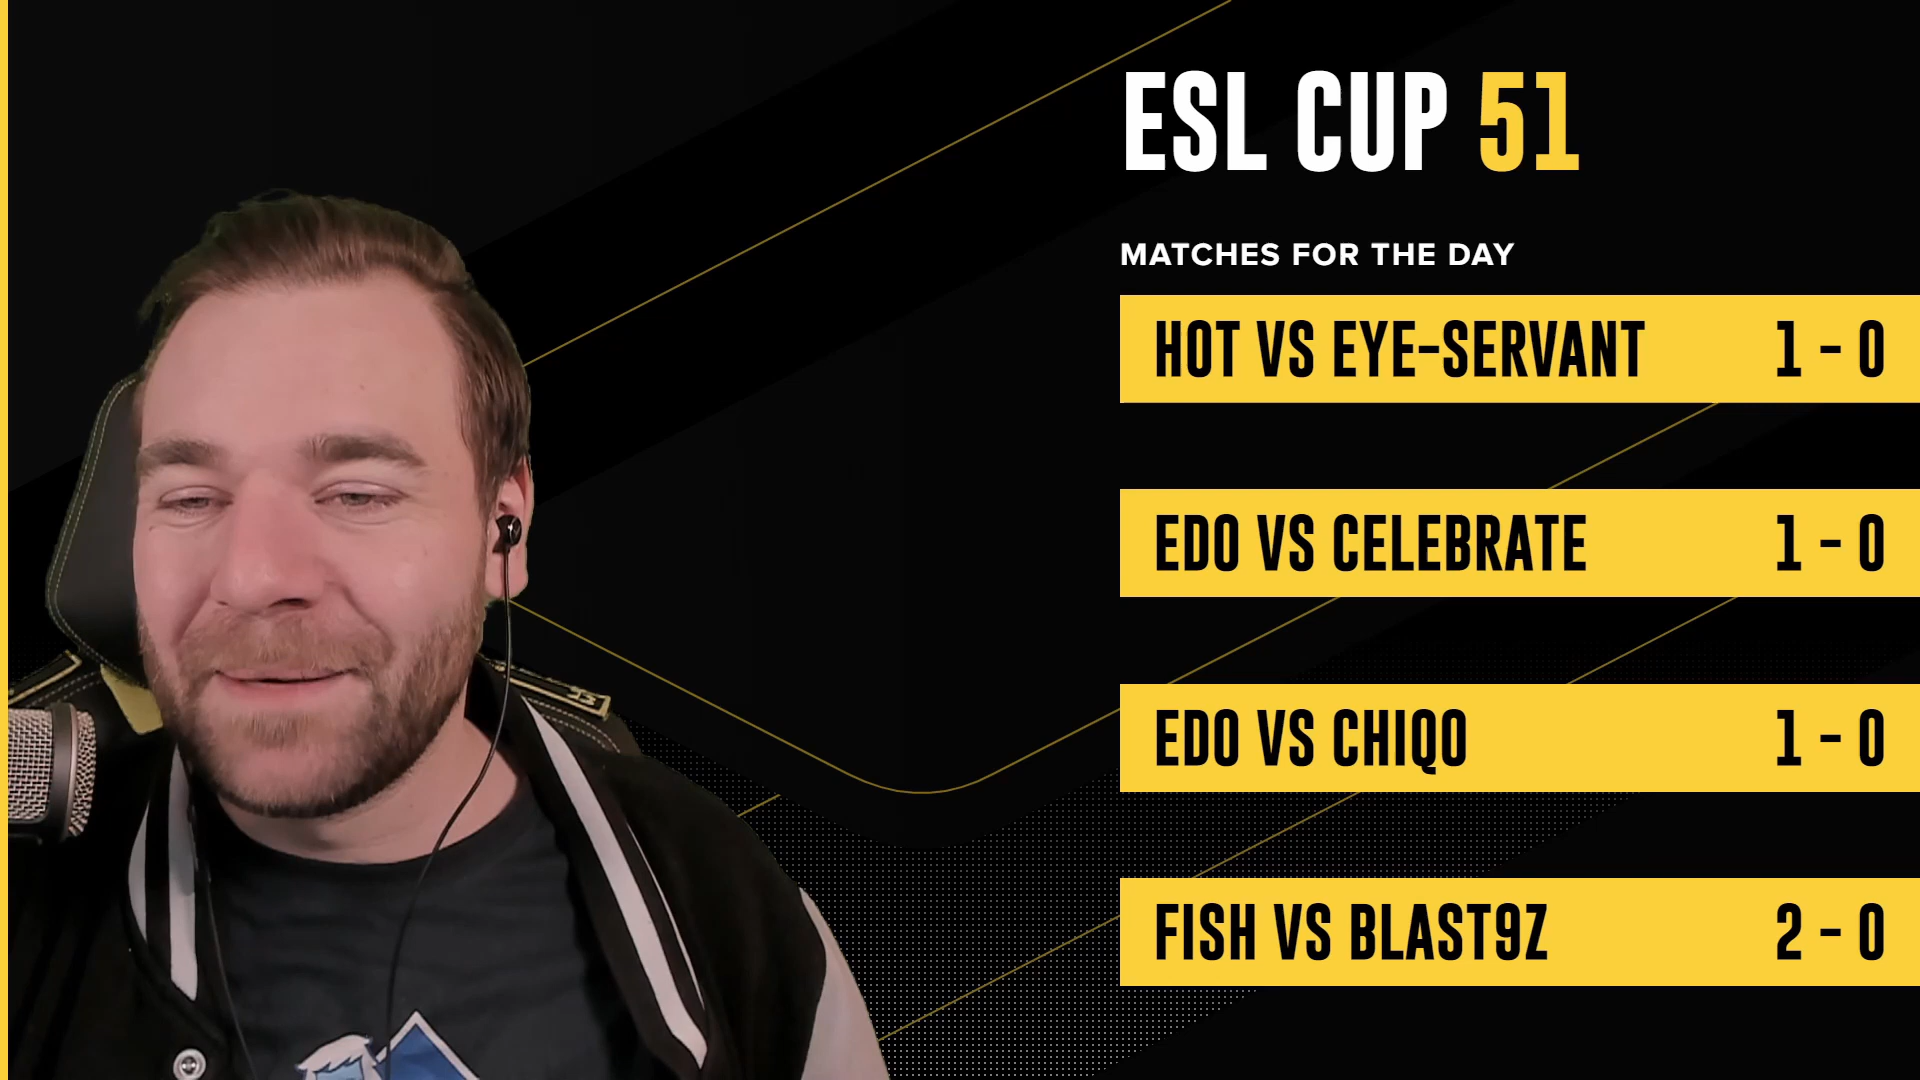 ESL CUP 51
MATCHES FOR THE DAY
HOT VS EYE-SERVANT 1 - 0
EDO VS CELEBRATE 1 - 0
EDO VS CHIQO 1 - 0
FISH VS BLAST9Z 2 - 0